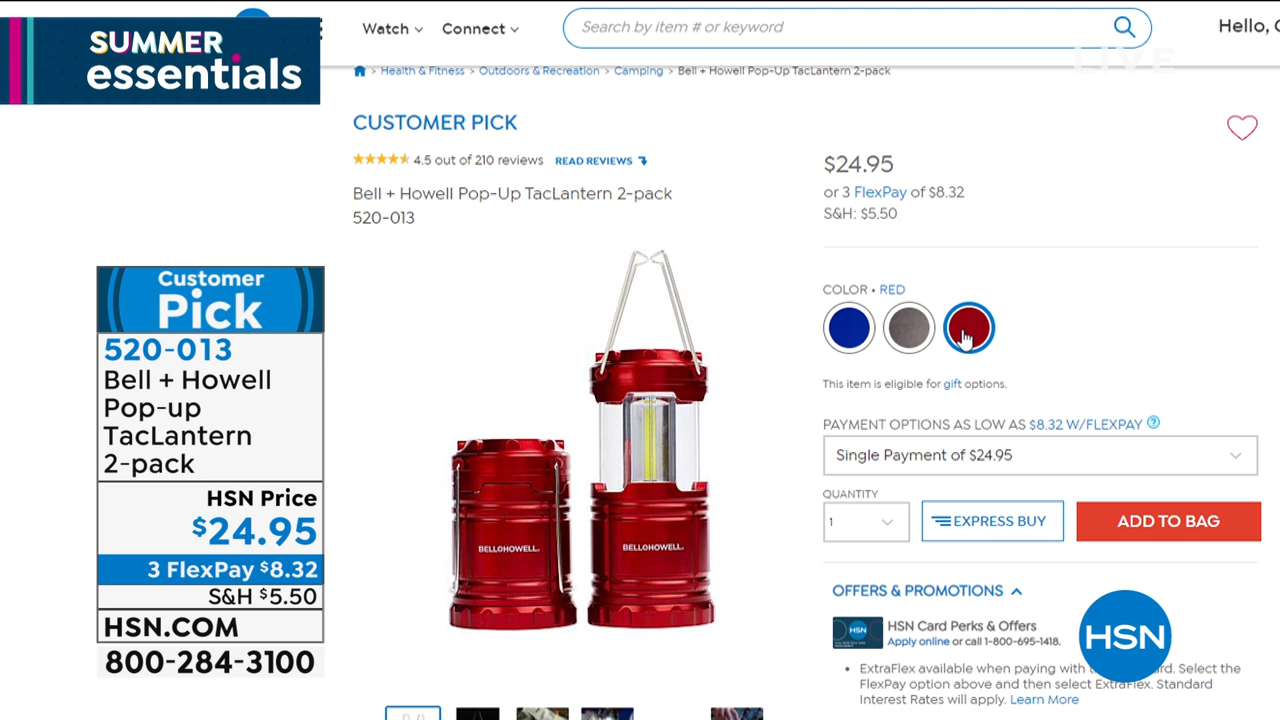 SUMMER
essentials
Watch
Connect
Search by item # or keyword
Hello,
LIVE
> Health & Fitness > Outdoors & Recreation > Camping > Bell + Howell Pop-Up TacLantern 2-pack
CUSTOMER PICK
4.5 out of 210 reviews READ REVIEWS
Bell + Howell Pop-Up TacLantern 2-pack
520-013
$24.95
or 3 FlexPay of $8.32
S&H: $5.50
COLOR • RED
This item is eligible for gift options.
PAYMENT OPTIONS AS LOW AS $8.32 W/FLEXPAY ?
Single Payment of $24.95
QUANTITY
1
EXPRESS BUY
ADD TO BAG
OFFERS & PROMOTIONS
HSN
HSN Card Perks & Offers
Apply online or call 1-800-695-1418.
• ExtraFlex available when paying with Select the
FlexPay option above and then select ExtraFlex. Standard
Interest Rates will apply. Learn More
BELL+HOWELL.
BELL+HOWELL.
Customer
Pick
520-013
Bell + Howell
Pop-up
TacLantern
2-pack
HSN Price
$24.95
3 FlexPay $8.32
S&H $5.50
HSN.COM
800-284-3100
HSN